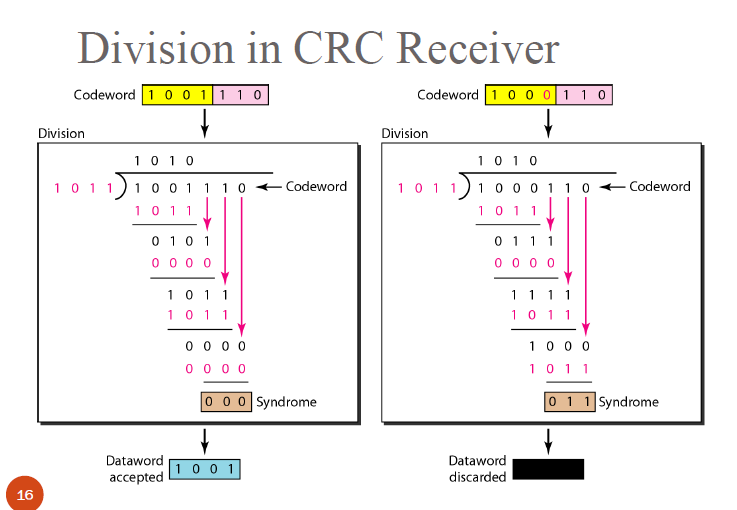 Division in CRC Receiver
Codeword 1 0 0 1 1 1 0
Division
1 0 1 0
1 0 1 1 1 0 0 1 1 1 0 Codeword
1 0 1 1
0 1 0 1
0 0 0 0
1 0 1 1
1 0 1 1
0 0 0 0
0 0 0 0
0 0 0 Syndrome
Dataword
accepted
1 0 0 1
Codeword 1 0 0 0 1 1 0
Division
1 0 1 0
1 0 1 1 1 0 0 0 1 1 0 Codeword
1 0 1 1
0 1 1 1
0 0 0 0
1 1 1 1
1 0 1 1
1 0 0 0
1 0 1 1
0 1 1 Syndrome
Dataword
discarded
16